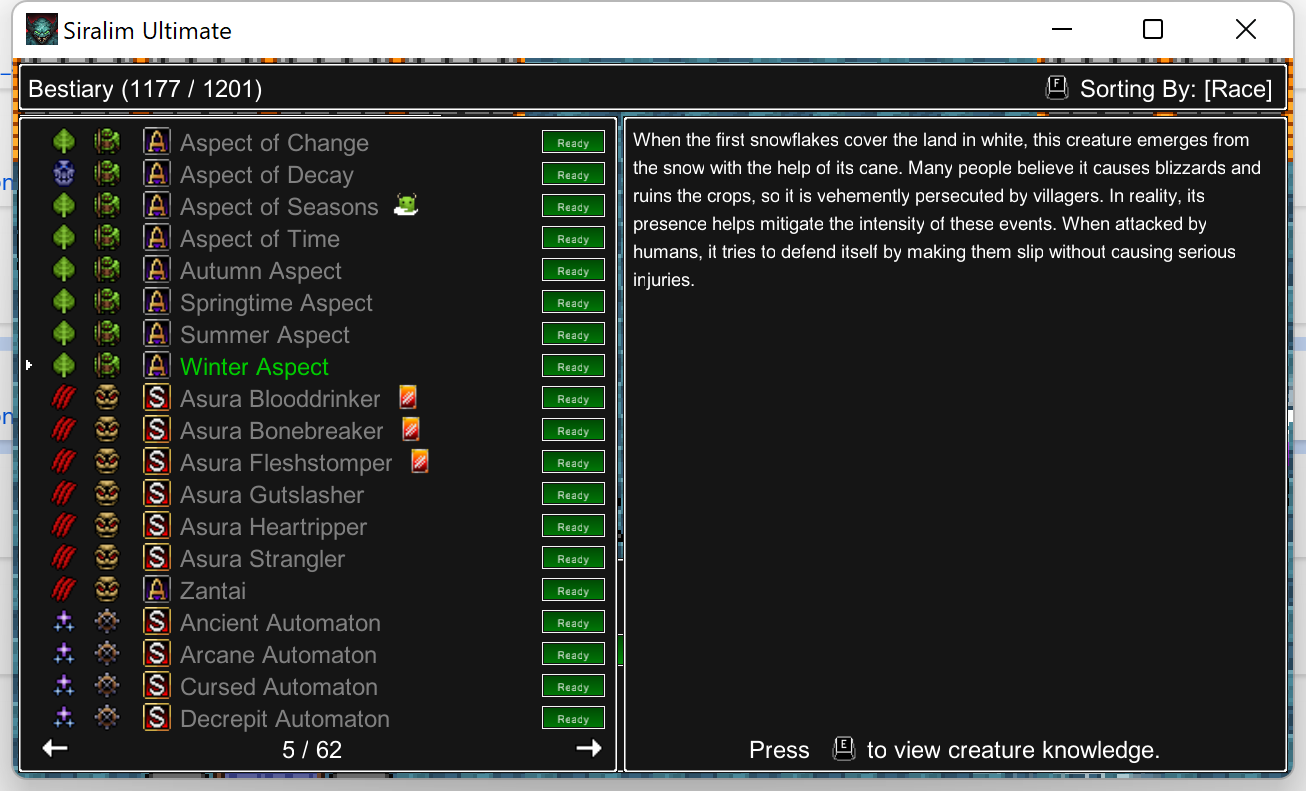 Siralim Ultimate
Bestiary (1177 / 1201)
F Sorting By: [Race]
A Aspect of Change Ready
A Aspect of Decay Ready
A Aspect of Seasons Ready
A Aspect of Time Ready
A Autumn Aspect Ready
A Springtime Aspect Ready
A Summer Aspect Ready
A Winter Aspect Ready
S Asura Blooddrinker Ready
S Asura Bonebreaker Ready
S Asura Fleshstomper Ready
S Asura Gutslasher Ready
S Asura Heartripper Ready
S Asura Strangler Ready
A Zantai Ready
S Ancient Automaton Ready
S Arcane Automaton Ready
S Cursed Automaton Ready
S Decrepit Automaton Ready
5 / 62
When the first snowflakes cover the land in white, this creature emerges from
the snow with the help of its cane. Many people believe it causes blizzards and
ruins the crops, so it is vehemently persecuted by villagers. In reality, its
presence helps mitigate the intensity of these events. When attacked by
humans, it tries to defend itself by making them slip without causing serious
injuries.
Press E to view creature knowledge.